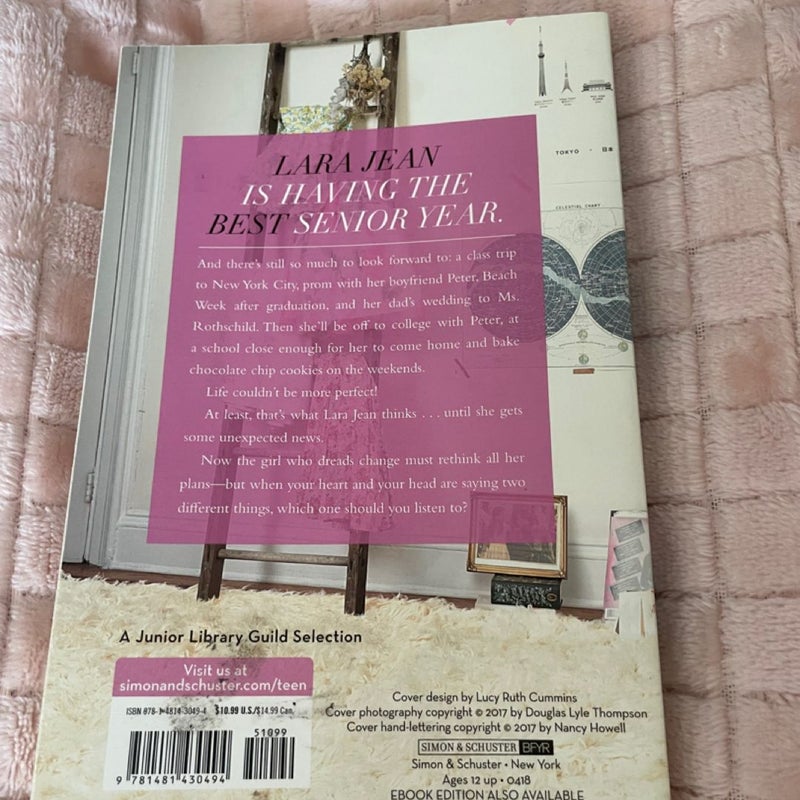 TOKYO · 日本
CELESTIAL CHART
LARA JEAN
IS HAVING THE
BEST SENIOR YEAR.
And there's still so much to look forward to: a class trip
to New York City, prom with her boyfriend Peter, Beach
Week after graduation, and her dad's wedding to Ms.
Rothschild. Then she'll be off to college with Peter, at
a school close enough for her to come home and bake
chocolate chip cookies on the weekends.
Life couldn't be more perfect!
At least, that's what Lara Jean thinks . . . until she gets
some unexpected news.
Now the girl who dreads change must rethink all her
plans—but when your heart and your head are saying two
different things, which one should you listen to?
A Junior Library Guild Selection
Visit us at
simonandschuster.com/teen
ISBN 978-1-4814-3049-4 $10.99 U.S./$14.99 Can.
51099
9 781481 430494
Cover design by Lucy Ruth Cummins
Cover photography copyright © 2017 by Douglas Lyle Thompson
Cover hand-lettering copyright © 2017 by Nancy Howell
SIMON & SCHUSTER BFYR
Simon & Schuster • New York
Ages 12 up • 0418
EBOOK EDITION ALSO AVAILABLE